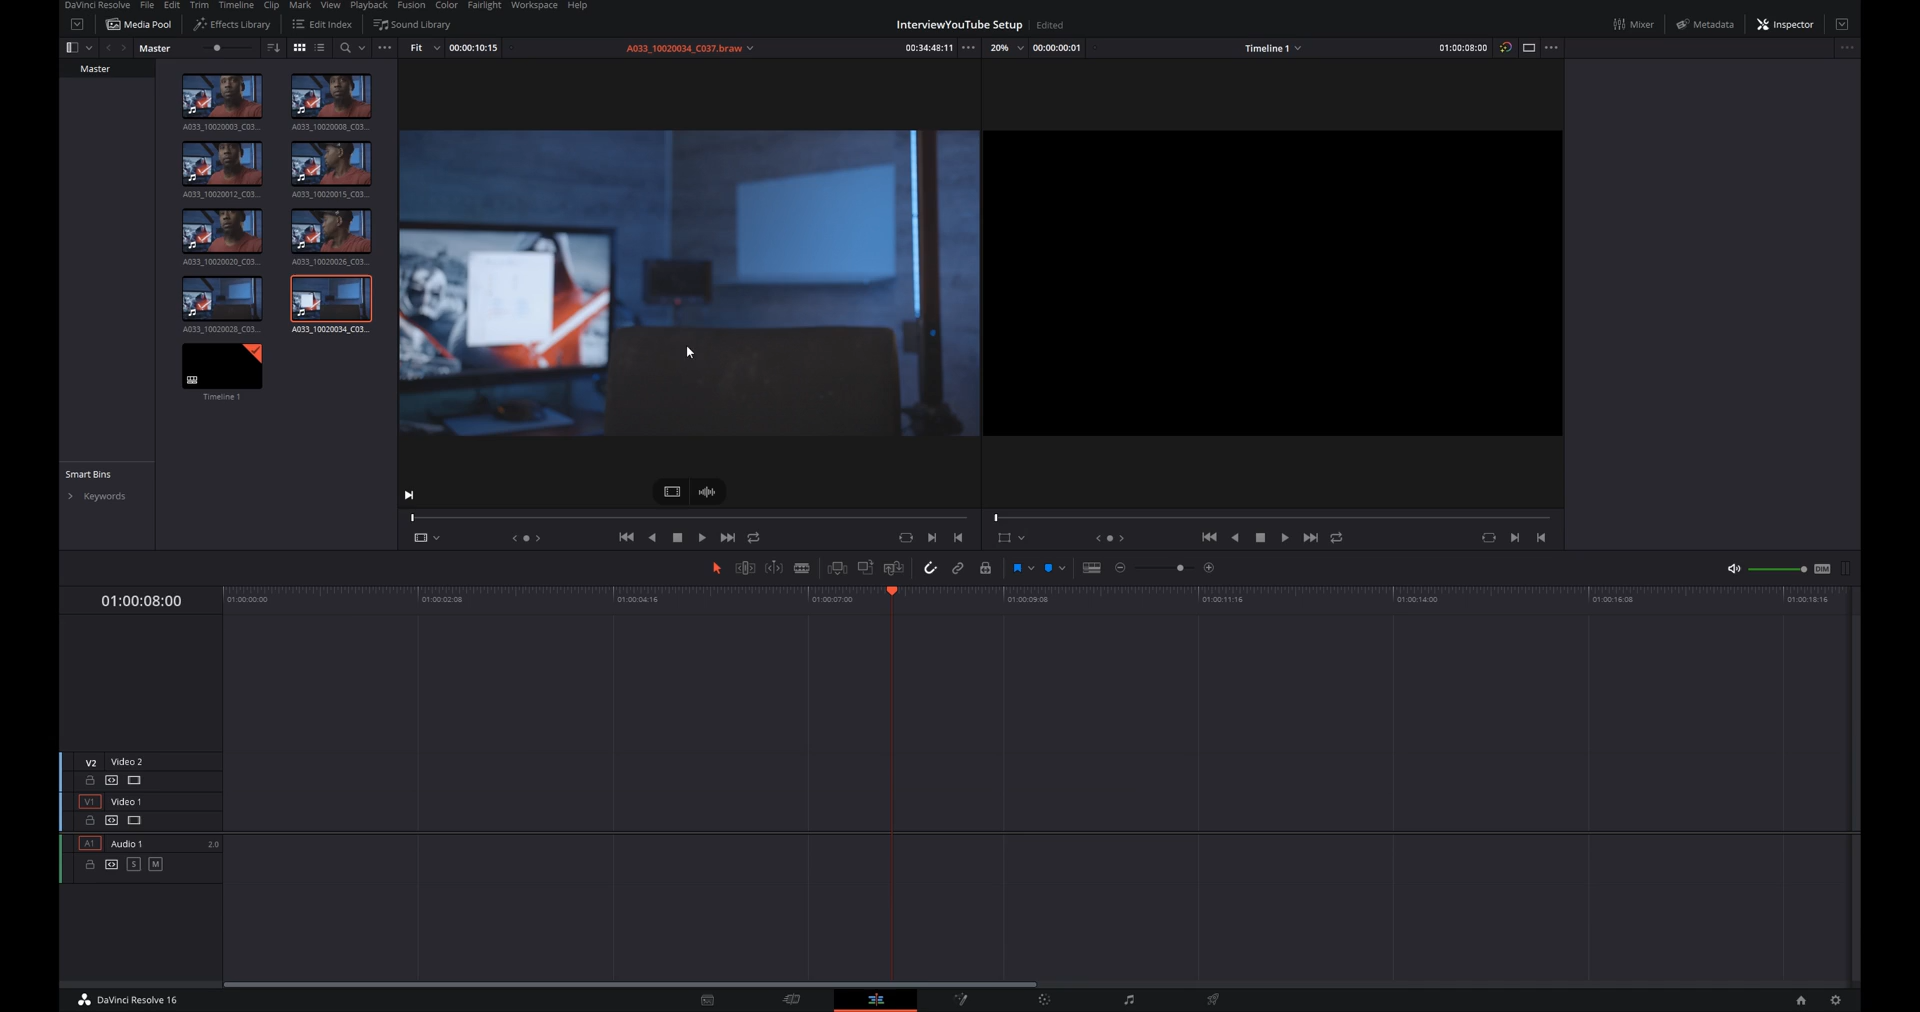 DaVinci Resolve File Edit Trim Timeline Clip Mark View Playback Fusion Color Fairlight Workspace Help
Media Pool Effects Library Edit Index Sound Library InterviewYouTube Setup Edited Mixer Metadata Inspector
Master Fit 00:00:10:15 A033_10020034_C037.braw 00:34:48:11 20% 00:00:00:01 Timeline 1 01:00:08:00
Master
A033_10020003_C03... A033_10020008_C03...
A033_10020012_C03... A033_10020015_C03...
A033_10020020_C03... A033_10020026_C03...
A033_10020028_C03... A033_10020034_C03...
Timeline 1
Smart Bins
Keywords
DIM
01:00:08:00 01:00:00:00 01:00:02:08 01:00:04:16 01:00:07:00 01:00:09:08 01:00:11:16 01:00:14:00 01:00:16:08 01:00:18:16
V2 Video 2
V1 Video 1
A1 Audio 1 2.0
S M
DaVinci Resolve 16